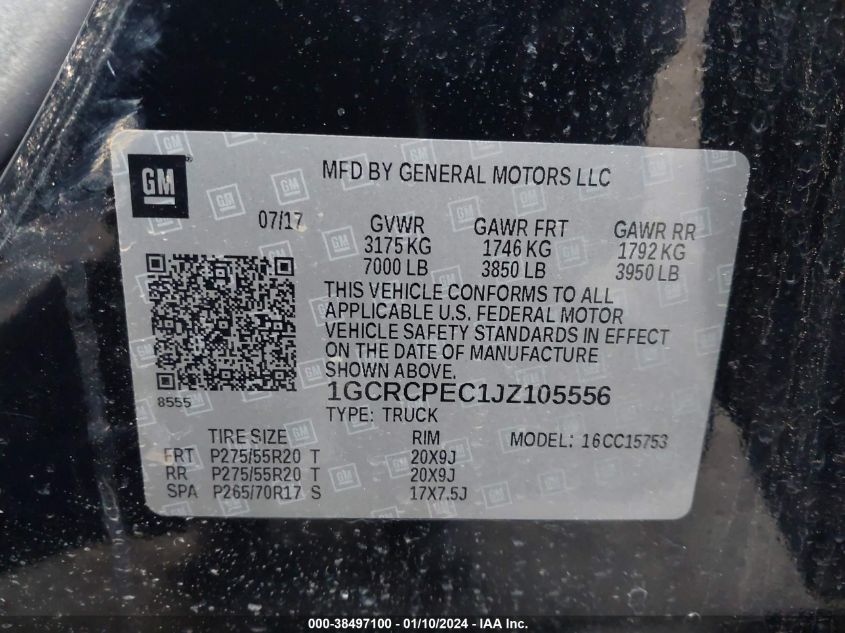 GM
MFD BY GENERAL MOTORS LLC
07/17 GVWR GAWR FRT GAWR RR
3175 KG 1746 KG 1792 KG
7000 LB 3850 LB 3950 LB
THIS VEHICLE CONFORMS TO ALL
APPLICABLE U.S. FEDERAL MOTOR
VEHICLE SAFETY STANDARDS IN EFFECT
ON THE DATE OF MANUFACTURE
SHOWN ABOVE.
8555
1GCRCPEC1JZ105556
TYPE: TRUCK
TIRE SIZE RIM MODEL: 16CC15753
FRT P275/55R20 T 20X9J
RR P275/55R20 T 20X9J
SPA P265/70R17 S 17X7.5J
000-38497100 - 01/10/2024 - IAA Inc.